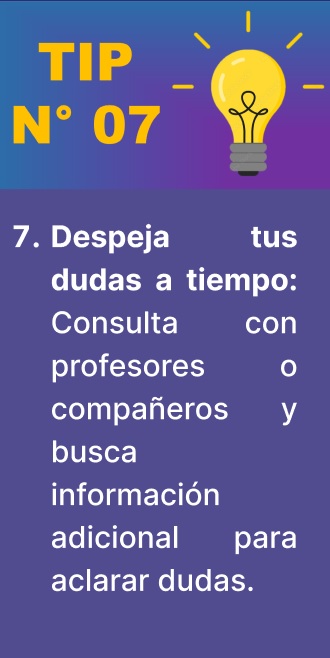 TIP
N° 07
7. Despeja tus
dudas a tiempo:
Consulta con
profesores o
compañeros y
busca
información
adicional para
aclarar dudas.